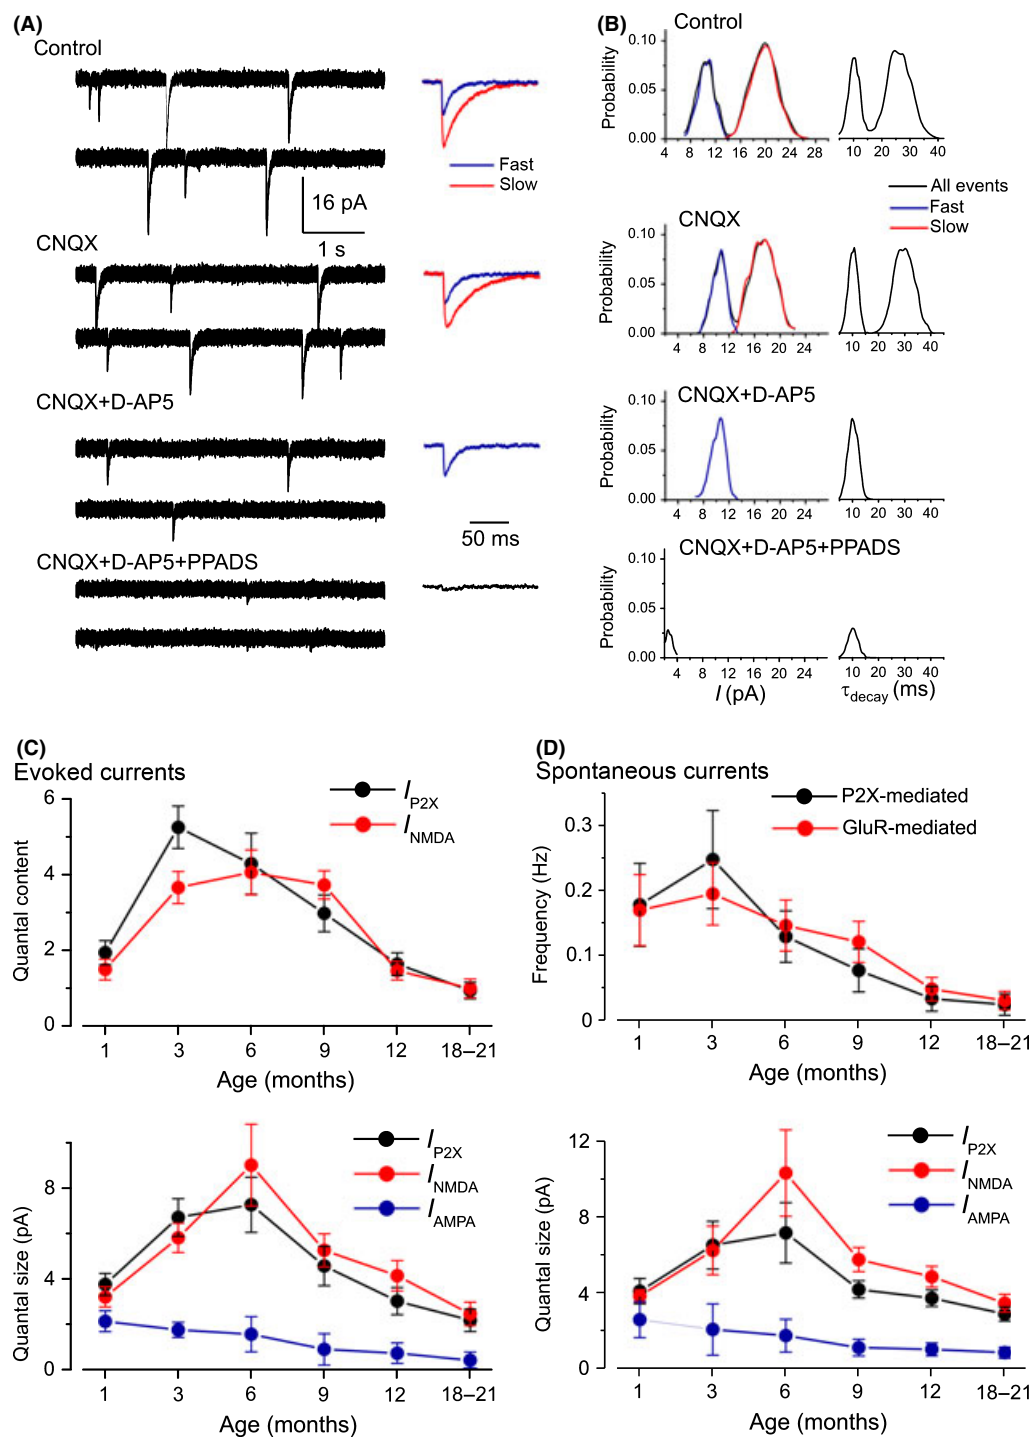 (A)
Control
Fast
Slow
16 pA
1 s
CNQX
CNQX+D-AP5
50 ms
CNQX+D-AP5+PPADS
(B)
Control
Probability
0.10
0.05
0.00
4 8 12 16 20 24 28
10 20 30 40
All events
Fast
Slow
CNQX
Probability
0.10
0.05
0.00
4 8 12 16 20 24
10 20 30 40
CNQX+D-AP5
Probability
0.10
0.05
0.00
4 8 12 16 20 24
10 20 30 40
CNQX+D-AP5+PPADS
Probability
0.10
0.05
0.00
4 8 12 16 20 24
10 20 30 40
I (pA)
τdecay (ms)
(C)
Evoked currents
IP2X
INMDA
Quantal content
6
4
2
0
1 3 6 9 12 18–21
Age (months)
IP2X
INMDA
IAMPA
Quantal size (pA)
8
4
0
1 3 6 9 12 18–21
Age (months)
(D)
Spontaneous currents
P2X-mediated
GluR-mediated
Frequency (Hz)
0.3
0.2
0.1
0
1 3 6 9 12 18–21
Age (months)
IP2X
INMDA
IAMPA
Quantal size (pA)
12
8
4
0
1 3 6 9 12 18–21
Age (months)